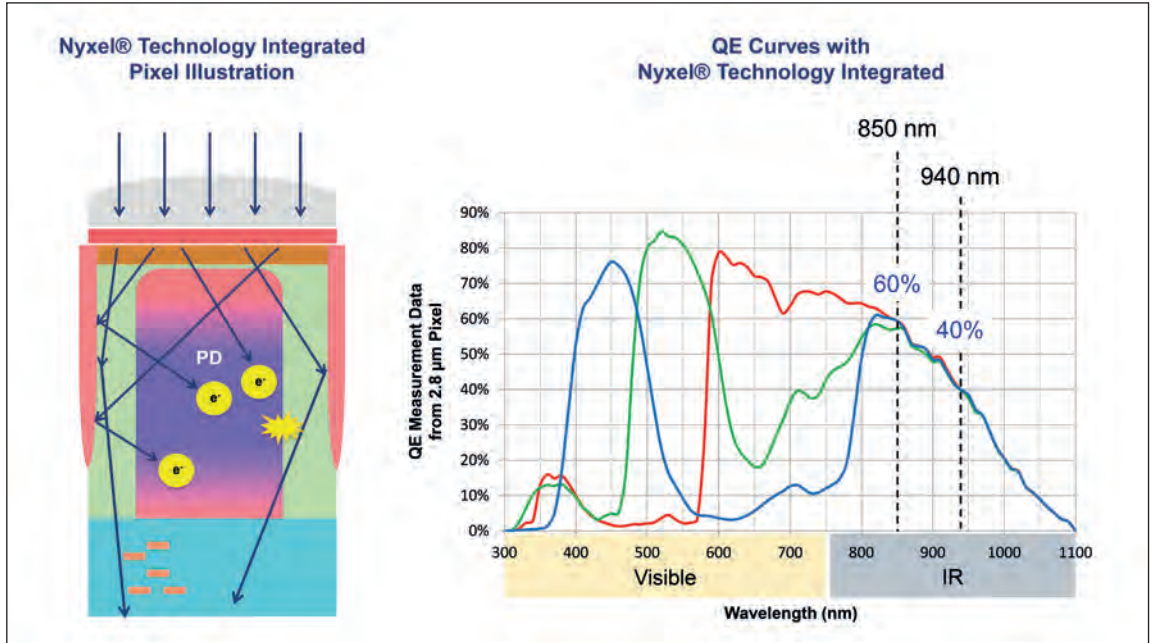 Nyxel® Technology Integrated
Pixel Illustration
PD
e-
e-
e-
QE Curves with
Nyxel® Technology Integrated
850 nm
940 nm
60%
40%
QE Measurement Data
from 2.8 µm Pixel
90%
80%
70%
60%
50%
40%
30%
20%
10%
0%
300 400 500 600 700 800 900 1000 1100
Visible IR
Wavelength (nm)